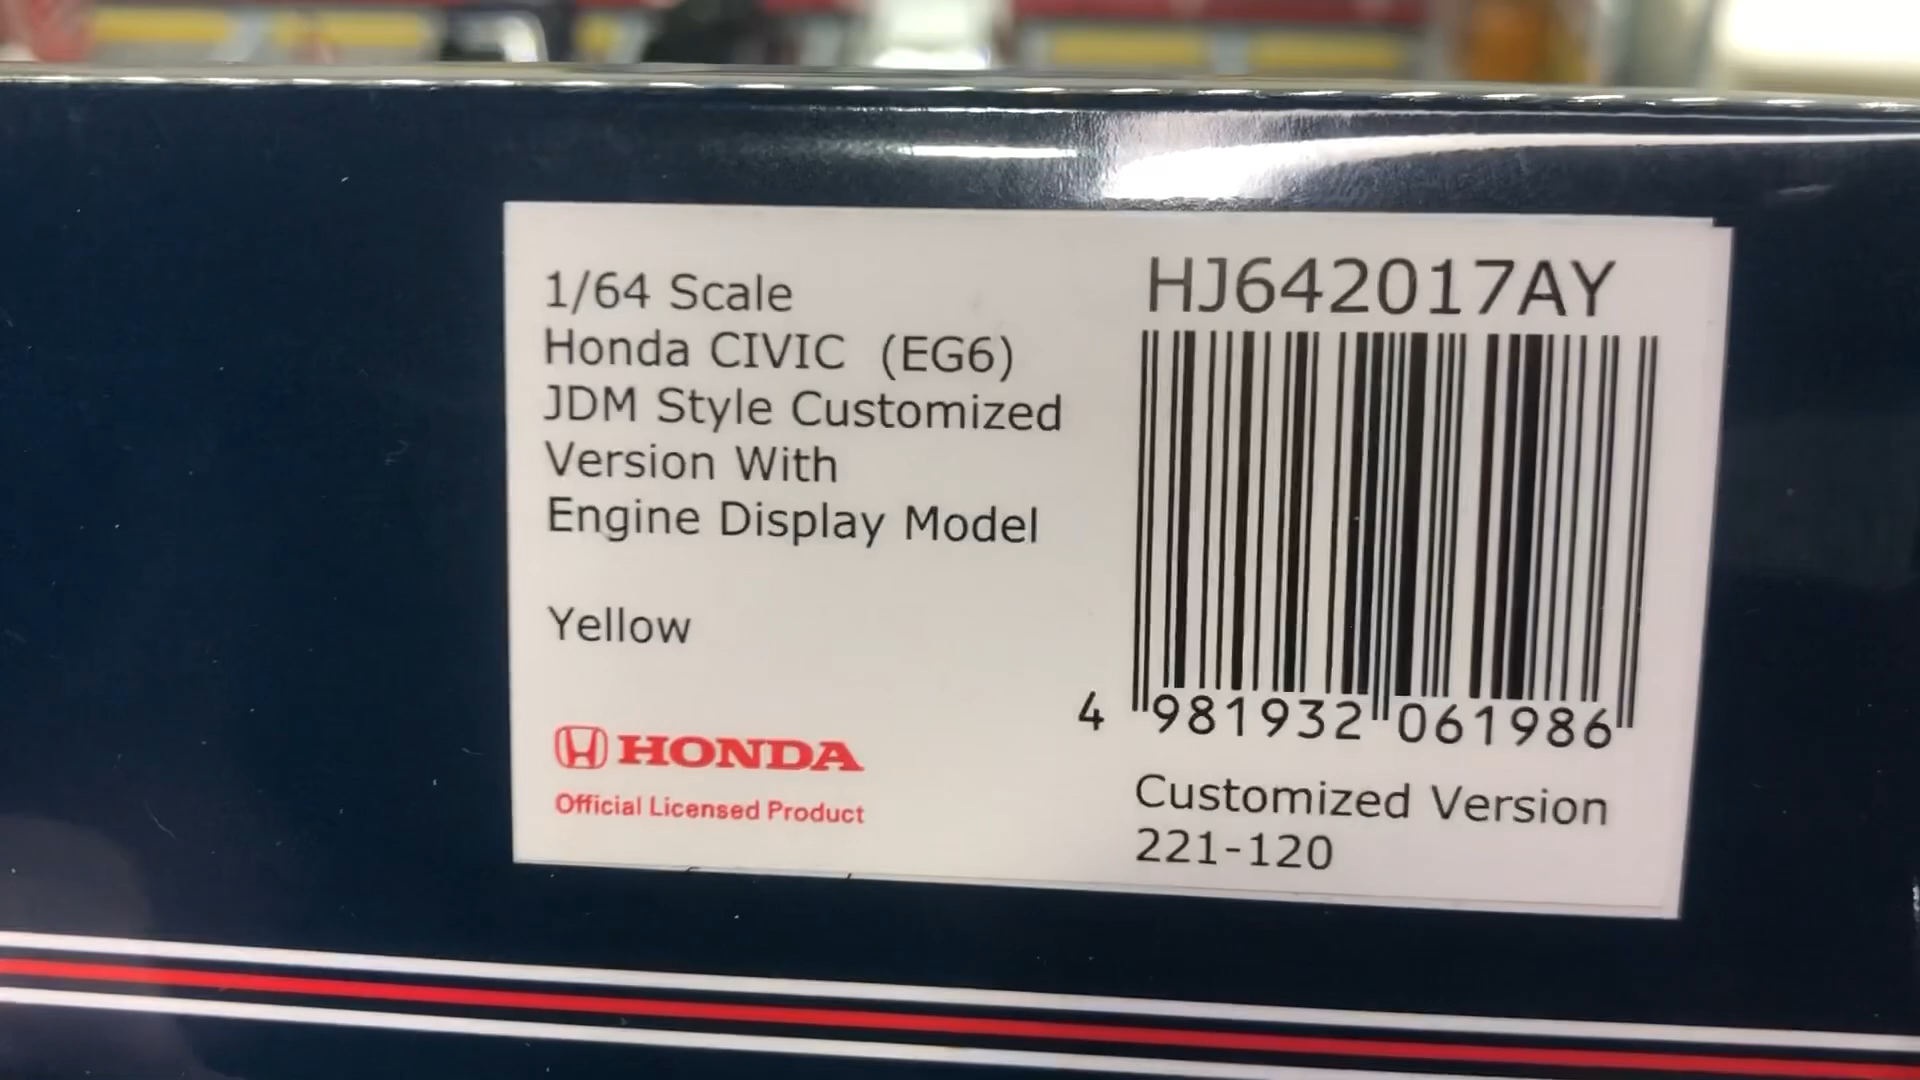 1/64 Scale
Honda CIVIC (EG6)
JDM Style Customized
Version With
Engine Display Model
Yellow
HONDA
Official Licensed Product
HJ642017AY
4 981932 061986
Customized Version
221-120